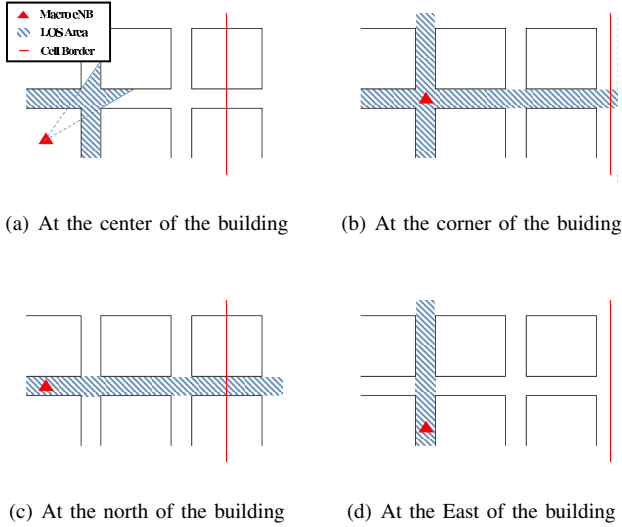 Macro eNB
LOS Area
Cell Border
(a) At the center of the building
(b) At the corner of the buiding
(c) At the north of the building
(d) At the East of the building